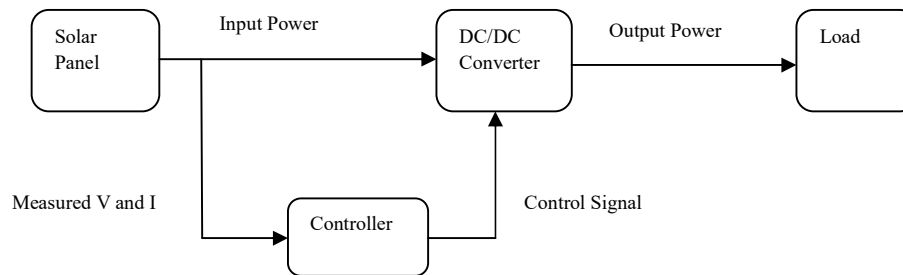 Solar
Panel
Input Power
DC/DC
Converter
Output Power
Load
Measured V and I
Controller
Control Signal